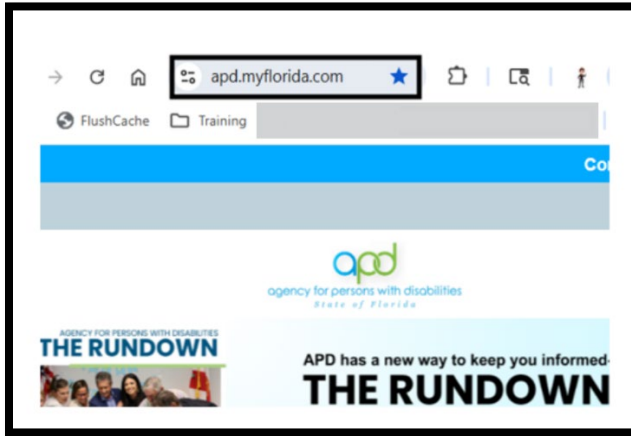 apd.myflorida.com
FlushCache Training
apd
agency for persons with disabilities
State of Florida
AGENCY FOR PERSONS WITH DISABILITIES
THE RUNDOWN
APD has a new way to keep you informed-
THE RUNDOWN